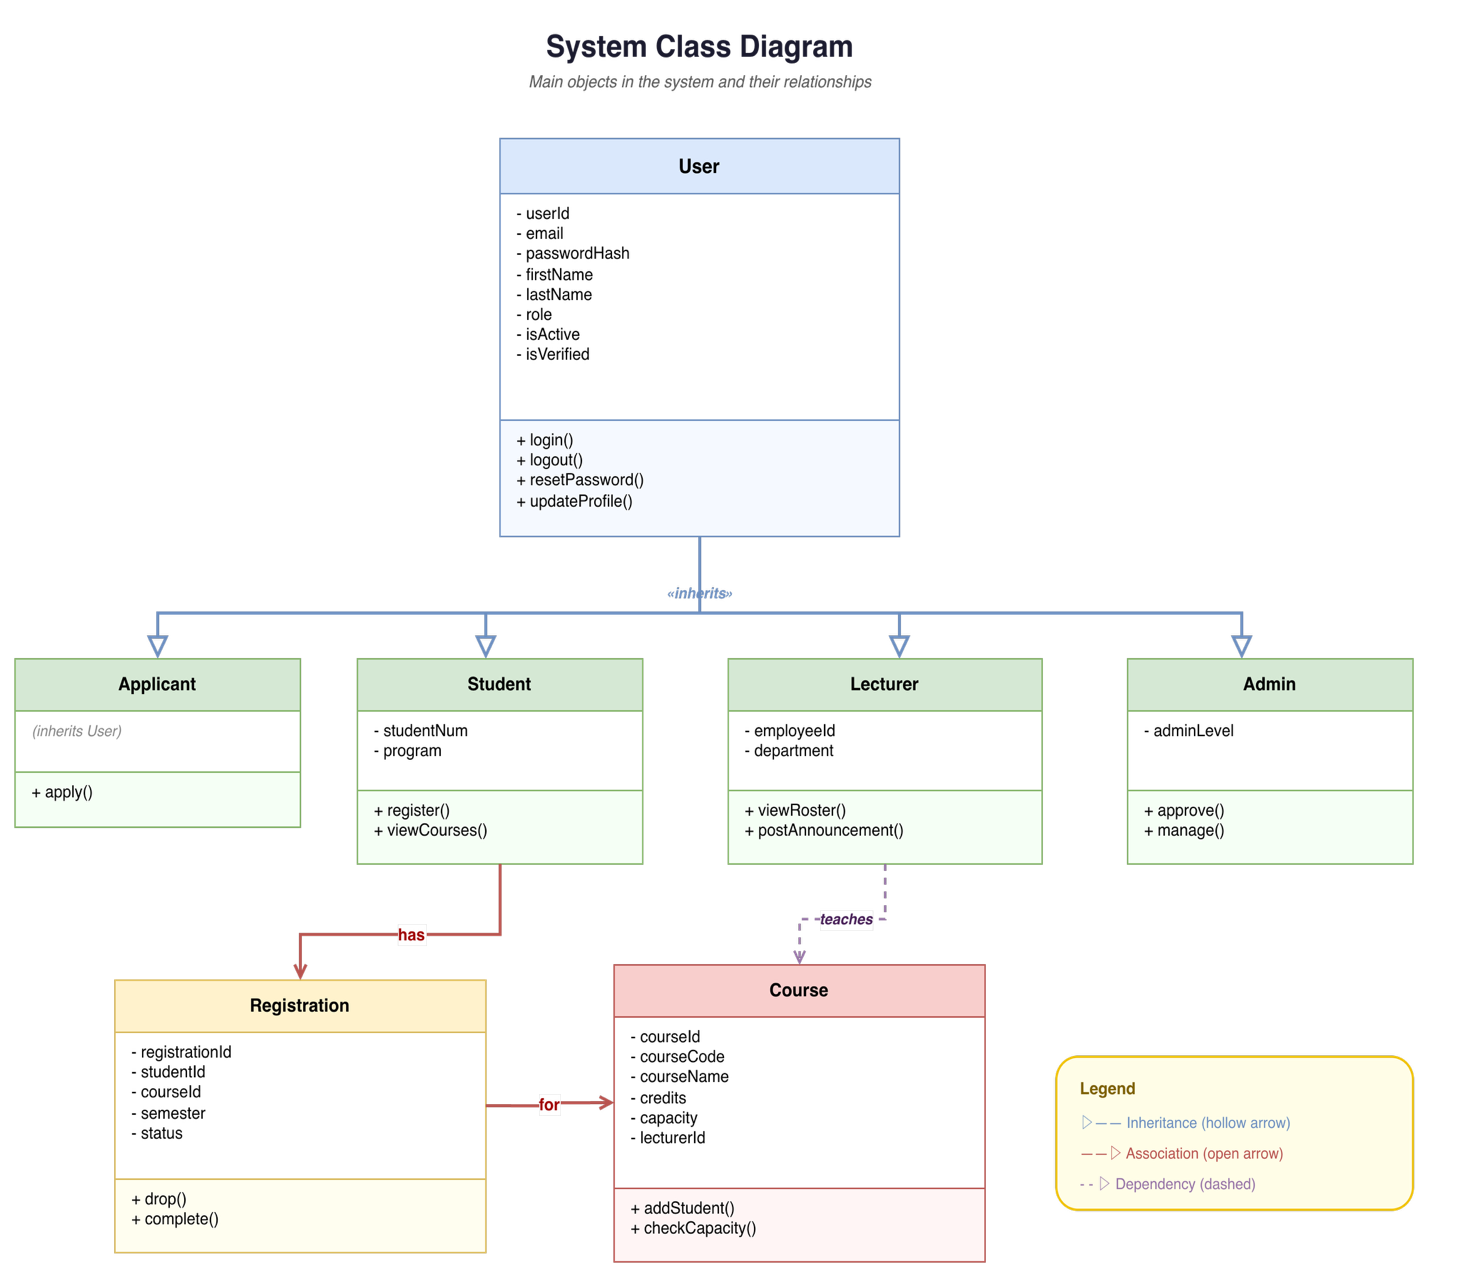 System Class Diagram
Main objects in the system and their relationships
User
- userId
- email
- passwordHash
- firstName
- lastName
- role
- isActive
- isVerified
+ login()
+ logout()
+ resetPassword()
+ updateProfile()
«inherits»
Applicant
(inherits User)
+ apply()
Student
- studentNum
- program
+ register()
+ viewCourses()
Lecturer
- employeeId
- department
+ viewRoster()
+ postAnnouncement()
Admin
- adminLevel
+ approve()
+ manage()
has
teaches
Registration
- registrationId
- studentId
- courseId
- semester
- status
+ drop()
+ complete()
for
Course
- courseId
- courseCode
- courseName
- credits
- capacity
- lecturerId
+ addStudent()
+ checkCapacity()
Legend
▷—— Inheritance (hollow arrow)
——▷ Association (open arrow)
- - ▷ Dependency (dashed)